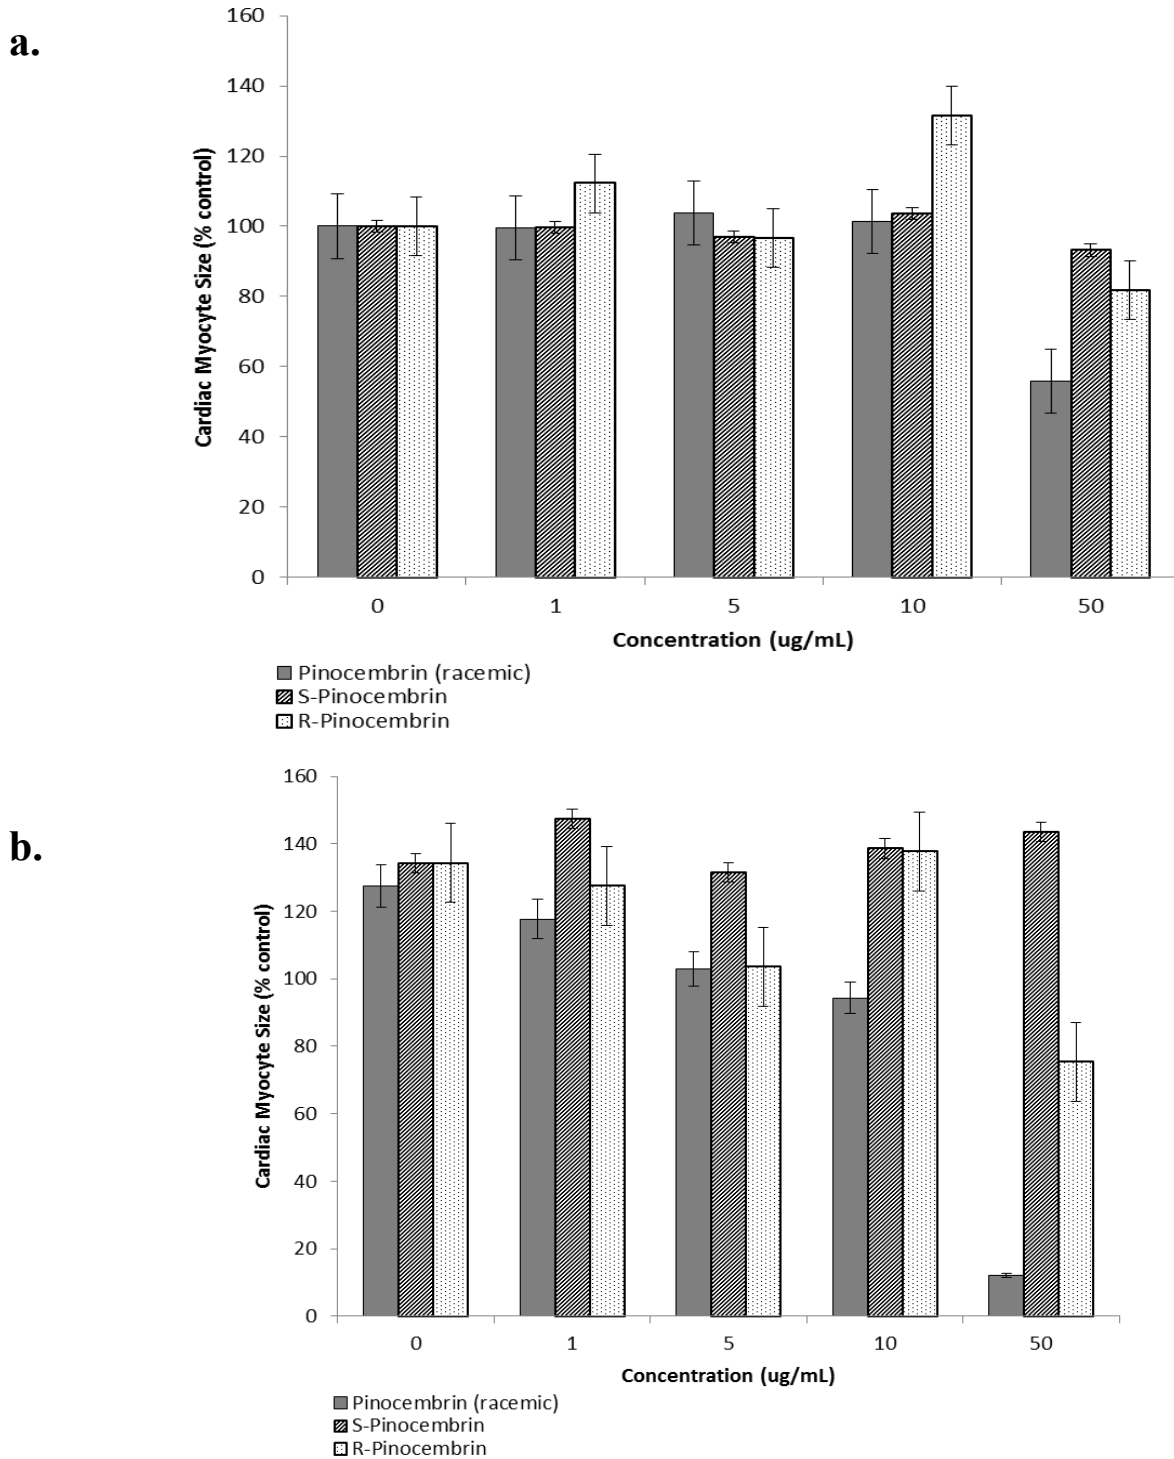 a.
160
140
120
100
80
60
40
20
0
Cardiac Myocyte Size (% control)
0 1 5 10 50
Concentration (ug/mL)
Pinocembrin (racemic)
S-Pinocembrin
R-Pinocembrin
b.
160
140
120
100
80
60
40
20
0
Cardiac Myocyte Size (% control)
0 1 5 10 50
Concentration (ug/mL)
Pinocembrin (racemic)
S-Pinocembrin
R-Pinocembrin